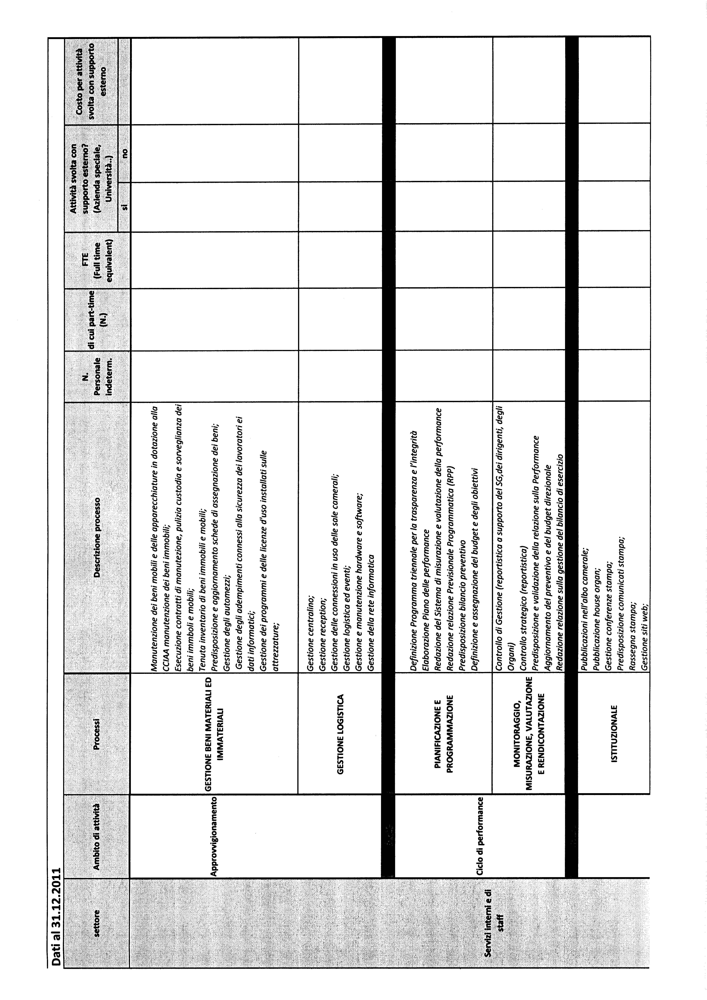 Dati al 31.12.2011
settore
Ambito di attività
Processi
Descrizione processo
N.
Personale
indeterm.
di cui part-time
(N.)
FTE
(Full time
equivalent)
Attività svolta con
supporto esterno?
(Azienda speciale,
Università..)
si
no
Costo per attività
svolta con supporto
esterno
Servizi interni e di
staff
Approvvigionamento
GESTIONE BENI MATERIALI ED
IMMATERIALI
Manutenzione dei beni mobili e delle apparecchiature in dotazione alla
CCIAA manutenzione dei beni immobili;
Esecuzione contratti di manutezione, pulizia custodia e sorveglianza dei
beni immboli e mobili;
Tenuta inventario di beni immobili e mobili;
Predisposizione e aggiornamento schede di assegnazione dei beni;
Gestione degli automezzi;
Gestione degli adempimenti connessi alla sicurezza dei lavoratori ei
dati informatici;
Gestione dei programmi e delle licenze d'uso installati sulle
attrezzature;
GESTIONE LOGISTICA
Gestione centralino;
Gestione reception;
Gestione delle connessioni in uso delle sale camerali;
Gestione logistica ed eventi;
Gestione e manutenzione hardware e software;
Gestione della rete informatica
Ciclo di performance
PIANIFICAZIONE E
PROGRAMMAZIONE
Definizione Programma triennale per la trasparenza e l'integrità
Elaborazione Piano delle performance
Redazione del Sistema di misurazione e valutazione della performance
Redazione relazione Previsionale Programmatica (RPP)
Predisposizione bilancio preventivo
Definizione e assegnazione del budget e degli obiettivi
MONITORAGGIO,
MISURAZIONE, VALUTAZIONE
E RENDICONTAZIONE
Controllo di Gestione (reportistica a supporto del SG,dei dirigenti, degli
Organi)
Controllo strategico (reportistica)
Predisposizione e validazione della relazione sulla Performance
Aggiornamento del preventivo e del budget direzionale
Redazione relazione sulla gestione del bilancio di esercizio
ISTITUZIONALE
Pubblicazioni nell'albo camerale;
Pubblicazione house organ;
Gestione conferenze stampa;
Predisposizione comunicati stampa;
Rassegna stampa;
Gestione siti web;